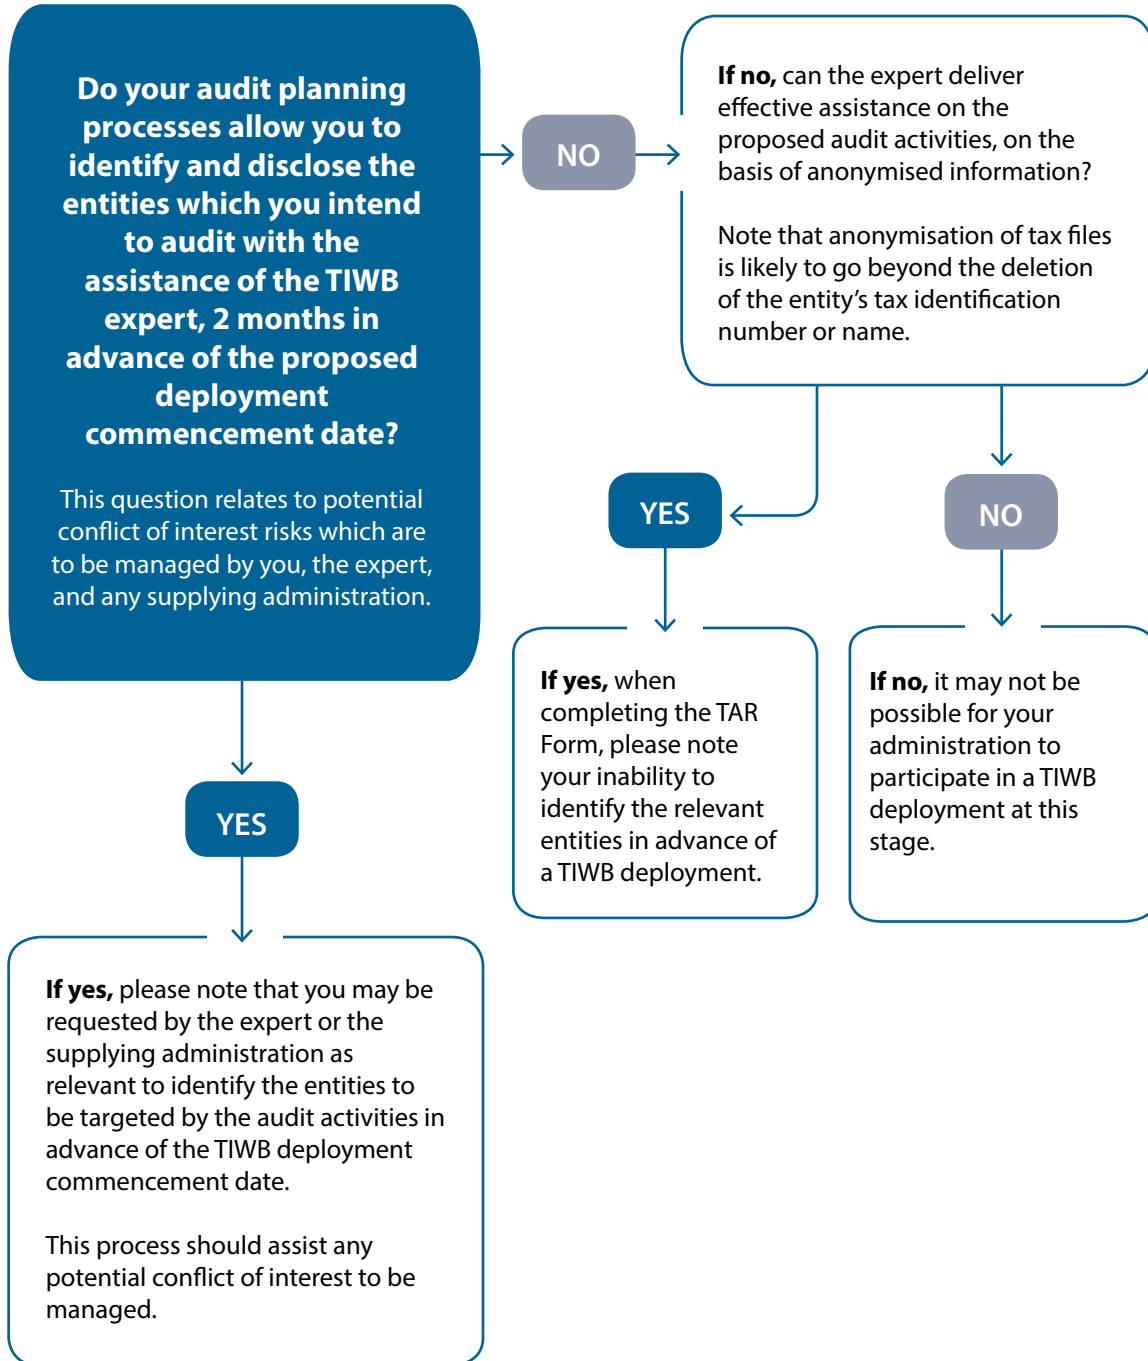 Do your audit planning
processes allow you to
identify and disclose the
entities which you intend
to audit with the
assistance of the TIWB
expert, 2 months in
advance of the proposed
deployment
commencement date?
This question relates to potential
conflict of interest risks which are
to be managed by you, the expert,
and any supplying administration.
NO
If no, can the expert deliver
effective assistance on the
proposed audit activities, on the
basis of anonymised information?
Note that anonymisation of tax files
is likely to go beyond the deletion
of the entity's tax identification
number or name.
YES
If yes, when
completing the TAR
Form, please note
your inability to
identify the relevant
entities in advance of
a TIWB deployment.
NO
If no, it may not be
possible for your
administration to
participate in a TIWB
deployment at this
stage.
YES
If yes, please note that you may be
requested by the expert or the
supplying administration as
relevant to identify the entities to
be targeted by the audit activities in
advance of the TIWB deployment
commencement date.
This process should assist any
potential conflict of interest to be
managed.